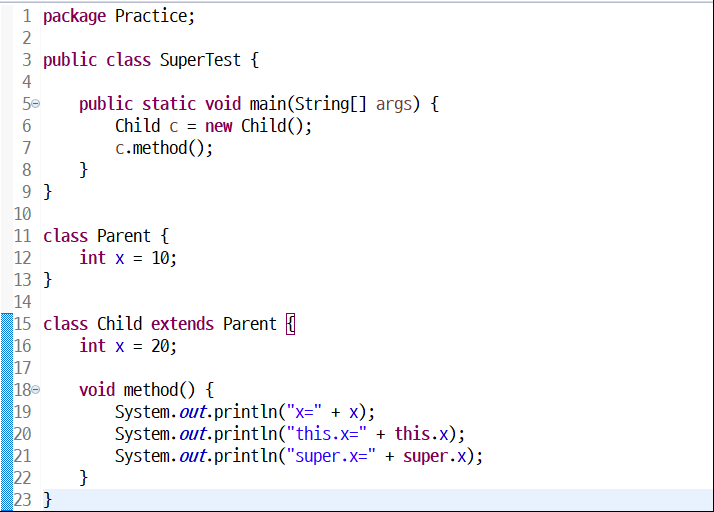 1 package Practice;
2
3 public class SuperTest {
4
5 public static void main(String[] args) {
6 Child c = new Child();
7 c.method();
8 }
9 }
10
11 class Parent {
12 int x = 10;
13 }
14
15 class Child extends Parent {
16 int x = 20;
17
18 void method() {
19 System.out.println("x=" + x);
20 System.out.println("this.x=" + this.x);
21 System.out.println("super.x=" + super.x);
22 }
23 }